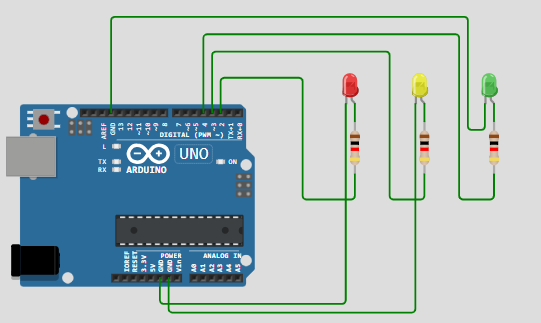 AREF
GND
13
12
~11
~10
~9
8
7
~6
~5
4
~3
2
TX→1
RX←0
DIGITAL (PWM ~)
L
TX
RX
UNO
ON
ARDUINO
IOREF
RESET
3.3V
5V
GND
GND
Vin
POWER
ANALOG IN
A0
A1
A2
A3
A4
A5